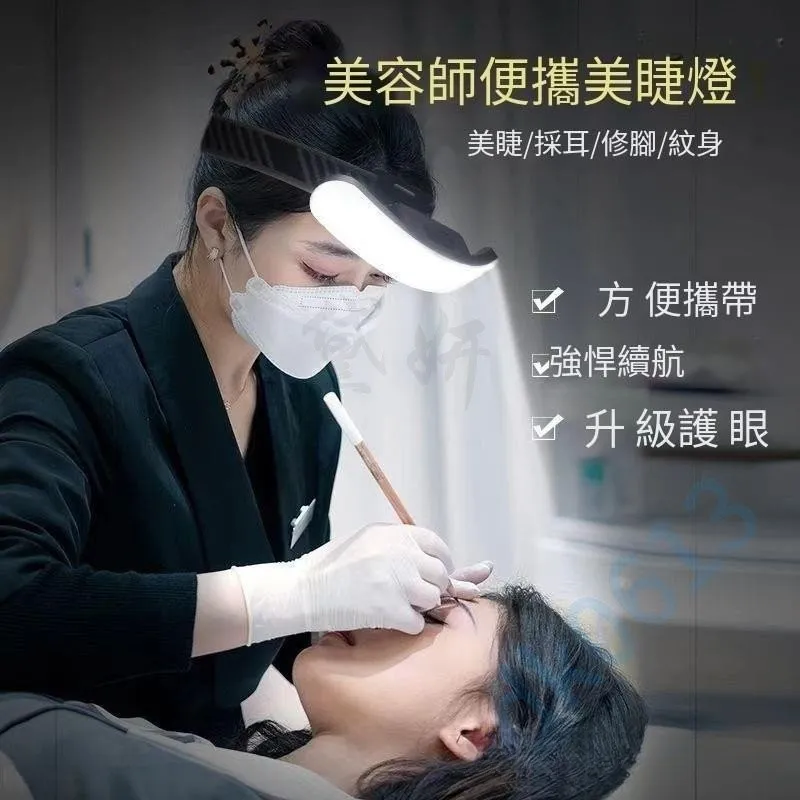 美容師便攜美睫燈
美睫/採耳/修腳/紋身
方 便攜帶
強悍續航
升 級護 眼